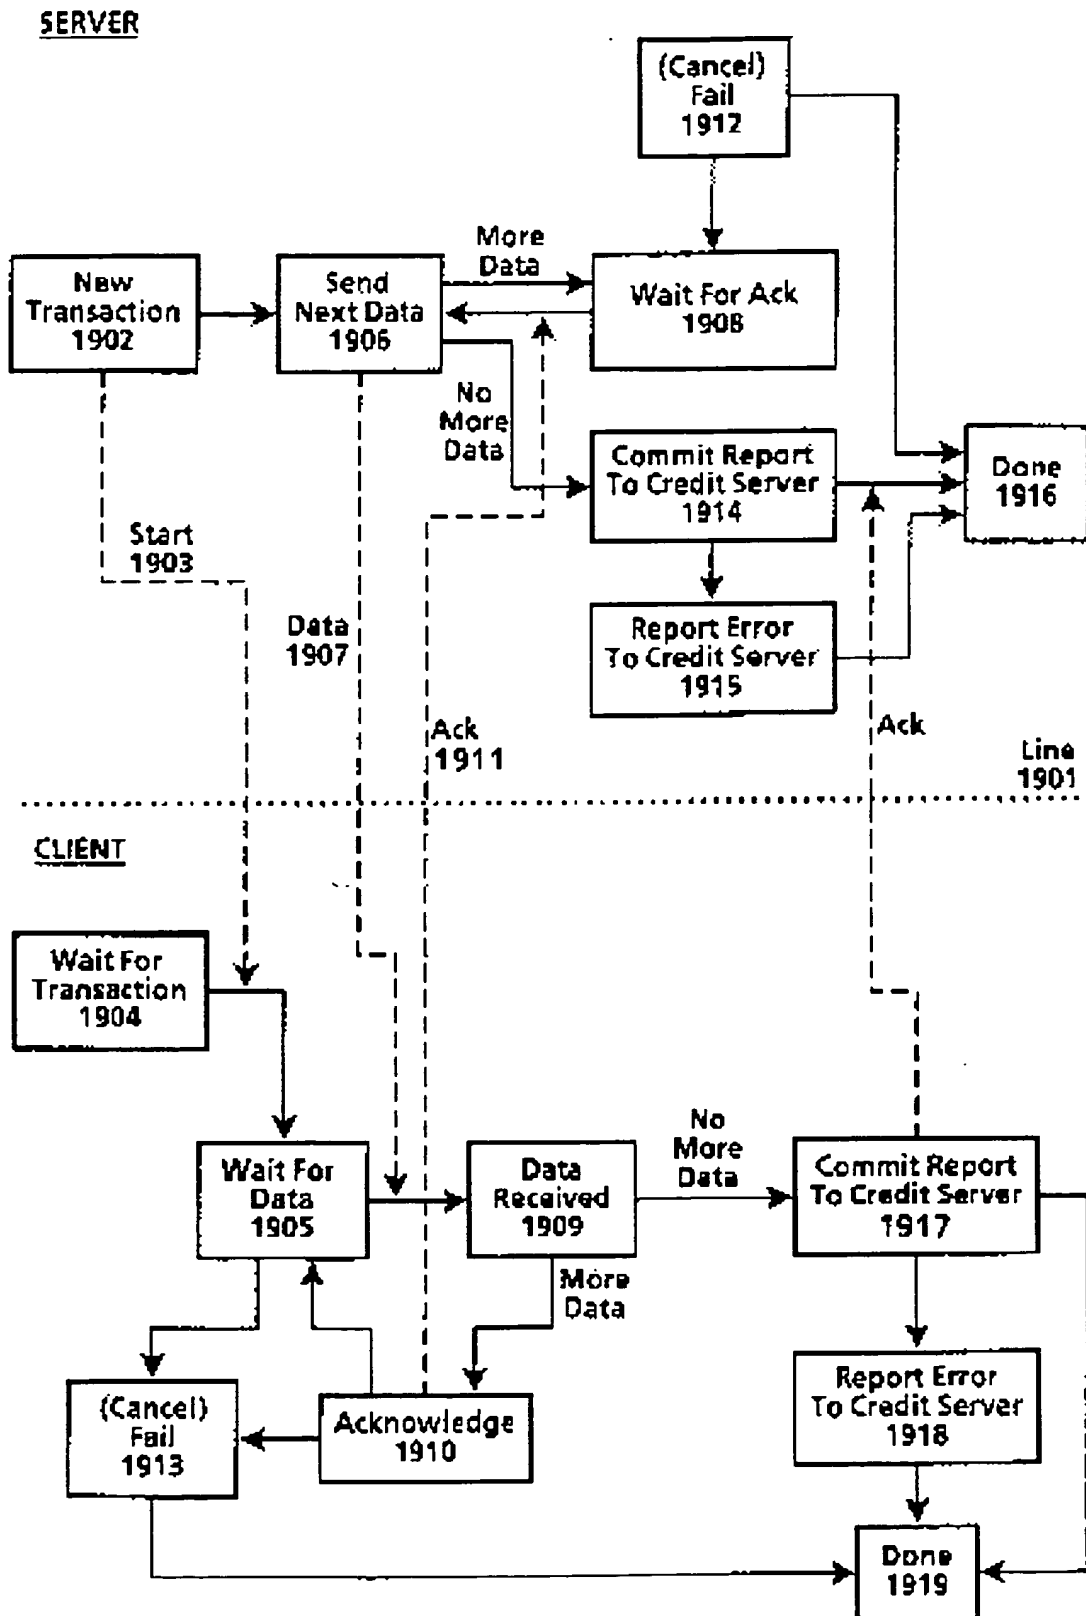 SERVER
(Cancel)
Fail
1912
More
Data
New
Transaction
1902
Send
Next Data
1906
Wait For Ack
1908
No
More
Data
Commit Report
To Credit Server
1914
Done
1916
Start
1903
Data
1907
Report Error
To Credit Server
1915
Ack
1911
Ack
Line
1901
CLIENT
Wait For
Transaction
1904
No
More
Data
Wait For
Data
1905
Data
Received
1909
Commit Report
To Credit Server
1917
More
Data
(Cancel)
Fail
1913
Acknowledge
1910
Report Error
To Credit Server
1918
Done
1919